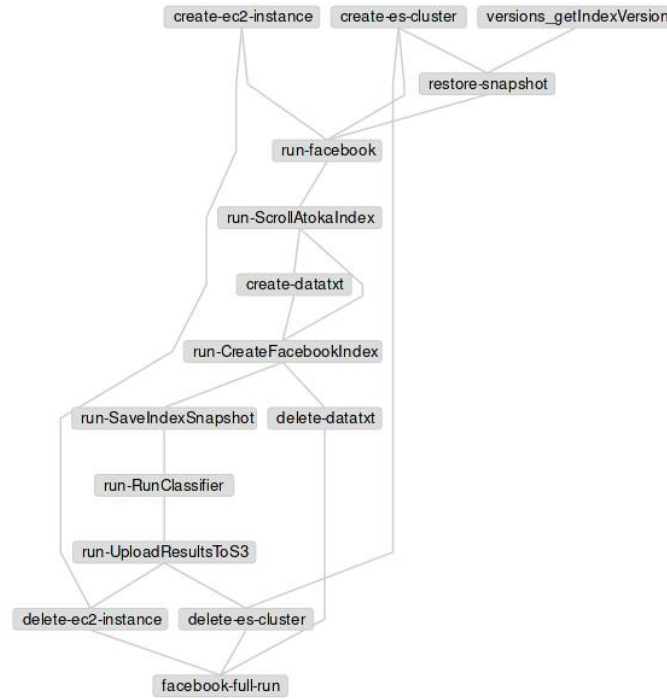 create-ec2-instance
create-es-cluster
versions_getIndexVersion
restore-snapshot
run-facebook
run-ScrollAtokaIndex
create-datatxt
run-CreateFacebookIndex
run-SaveIndexSnapshot
delete-datatxt
run-RunClassifier
run-UploadResultsToS3
delete-ec2-instance
delete-es-cluster
facebook-full-run